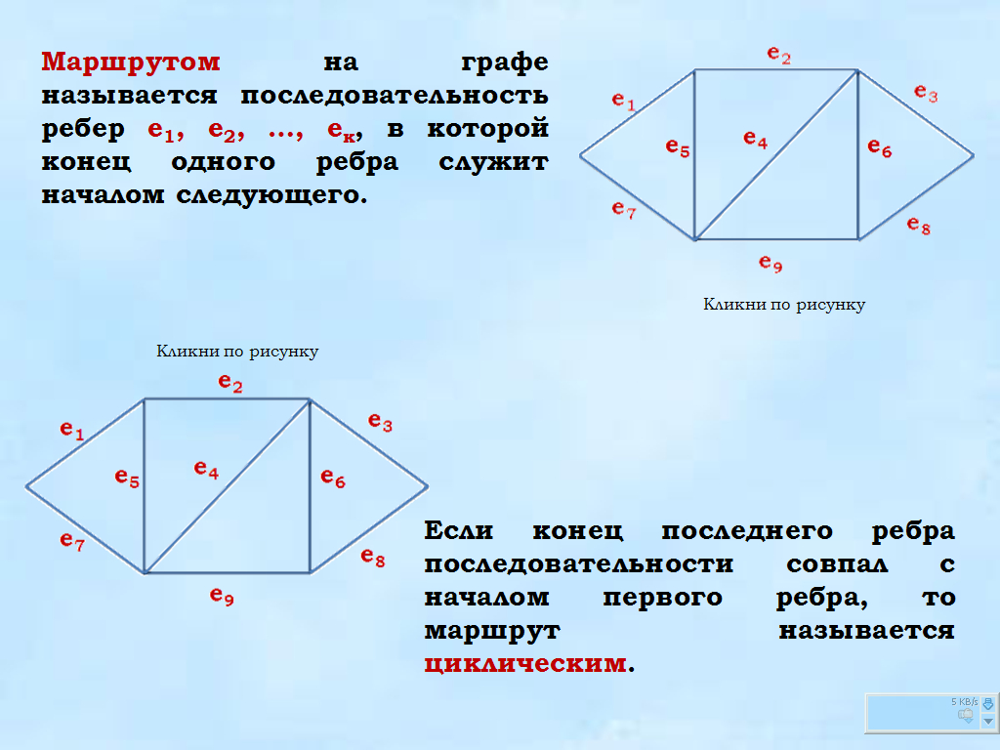 Маршрутом на графе
называется последовательность
ребер e₁, e₂, …, eₖ, в которой
конец одного ребра служит
началом следующего.
e₂
e₁
e₃
e₅
e₄
e₆
e₇
e₈
e₉
Кликни по рисунку
Кликни по рисунку
e₂
e₁
e₃
e₅
e₄
e₆
e₇
e₈
e₉
Если конец последнего ребра
последовательности совпал с
началом первого ребра, то
маршрут называется
циклическим.
5 KB/s